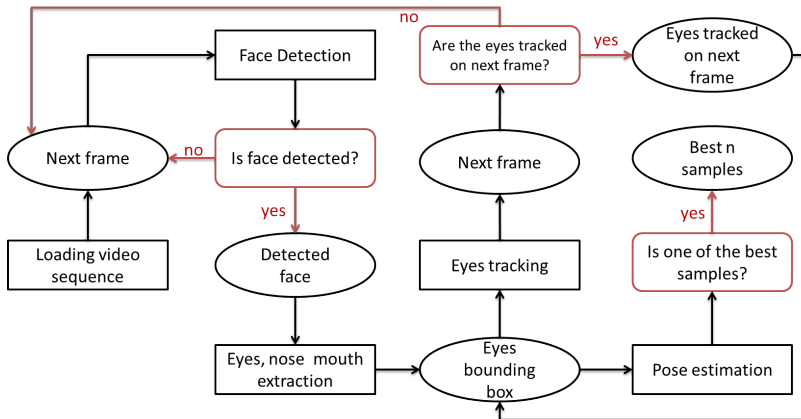 no
Face Detection
Are the eyes tracked
on next frame?
yes
Eyes tracked
on next
frame
Next frame
no
Is face detected?
Next frame
Best n
samples
yes
yes
Loading video
sequence
Detected
face
Eyes tracking
Is one of the best
samples?
Eyes, nose mouth
extraction
Eyes
bounding
box
Pose estimation